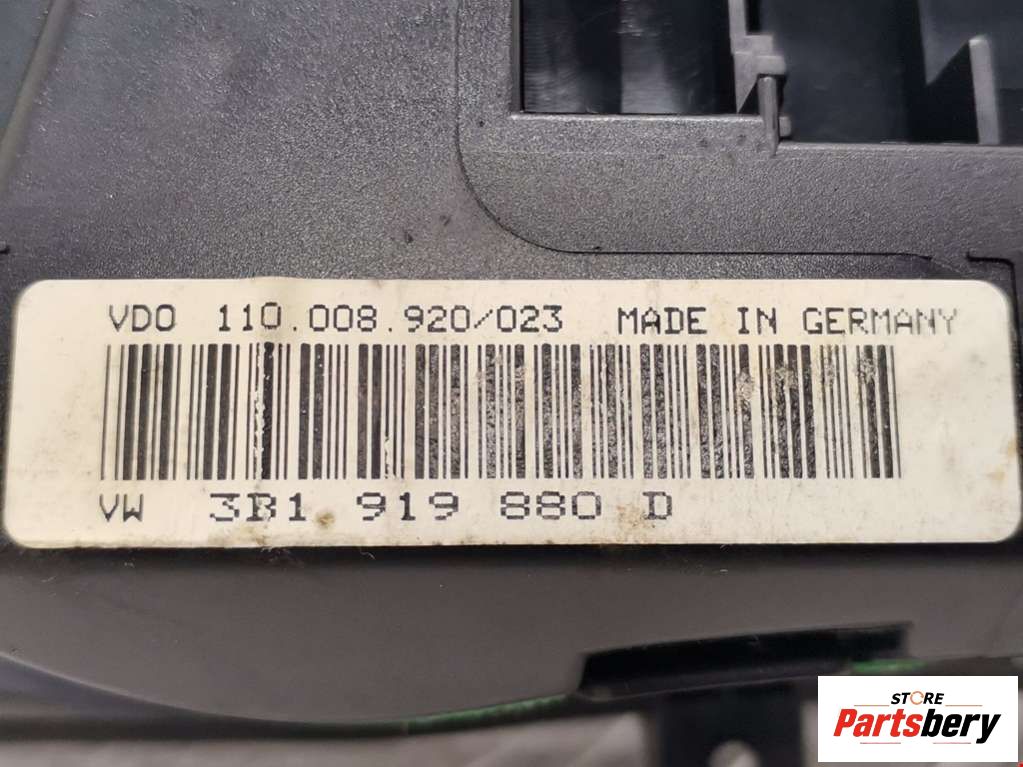 VDO 110.008.920/023 MADE IN GERMANY
VW 3B1 919 880 D
STORE
Partsbery